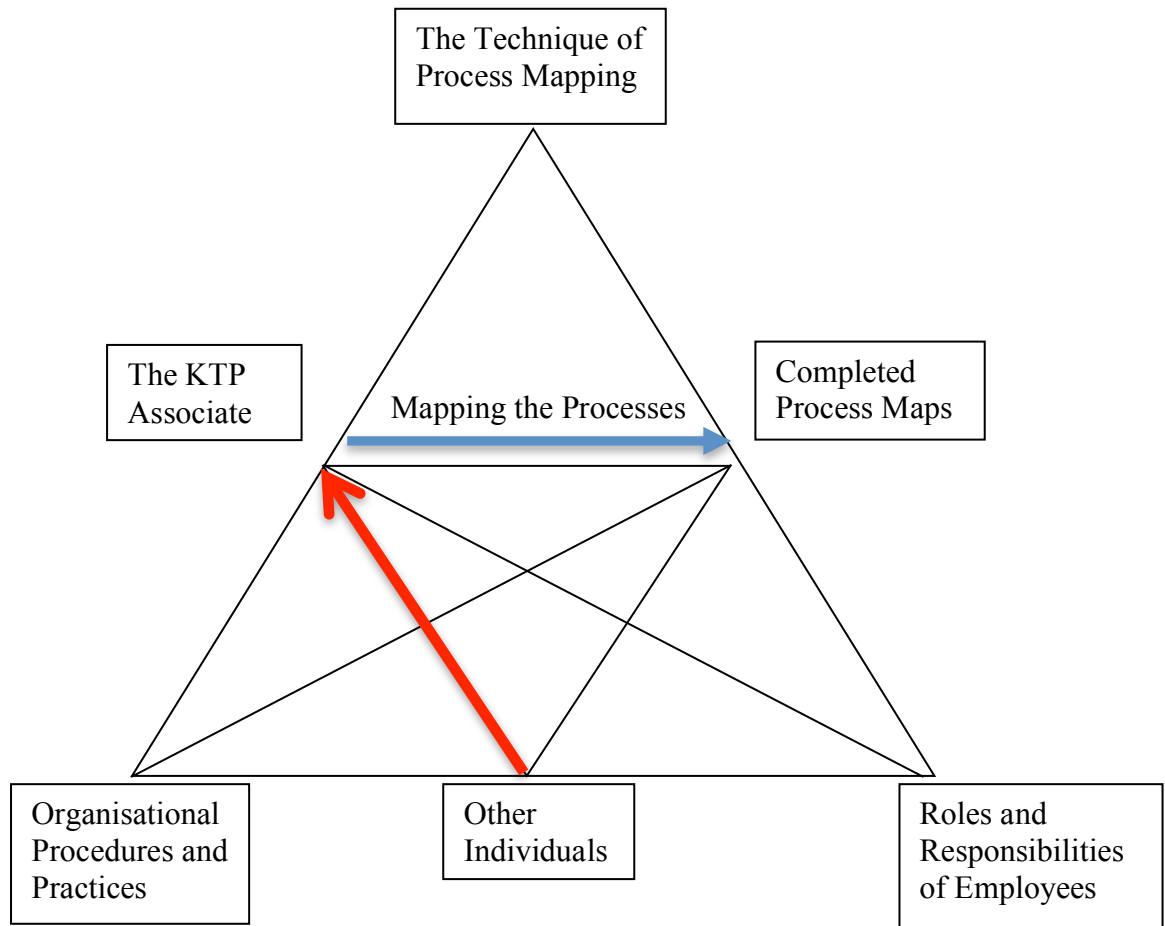 The Technique of
Process Mapping
The KTP
Associate
Mapping the Processes
Completed
Process Maps
Organisational
Procedures and
Practices
Other
Individuals
Roles and
Responsibilities
of Employees